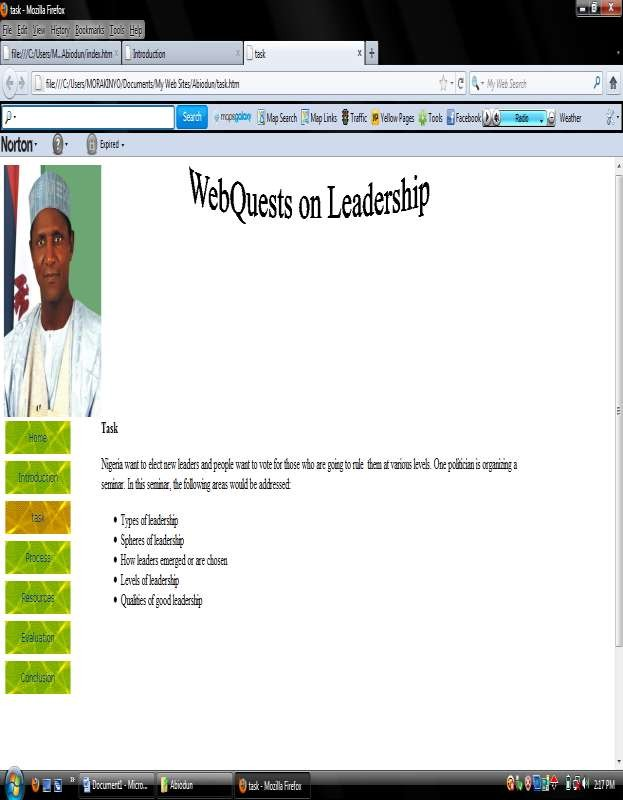 task - Mozilla Firefox
File Edit View History Bookmarks Tools Help
file:///C:/Users/M...Abiodun/index.htm × Introduction × task × +
file:///C:/Users/MORAKINYO/Documents/My Web Sites/Abiodun/task.htm My Web Search
Search mapsgalaxy Map Search Map Links Traffic Yellow Pages Tools Facebook Radio Weather
Norton Expired
WebQuests on Leadership
Home
Introduction
task
Process
Resources
Evaluation
Conclusion
Task
Nigeria want to elect new leaders and people want to vote for those who are going to rule them at various levels. One politician is organizing a
seminar. In this seminar, the following areas would be addressed:
• Types of leadership
• Spheres of leadership
• How leaders emerged or are chosen
• Levels of leadership
• Qualities of good leadership
Document1 - Micro... Abiodun task - Mozilla Firefox 2:17 PM